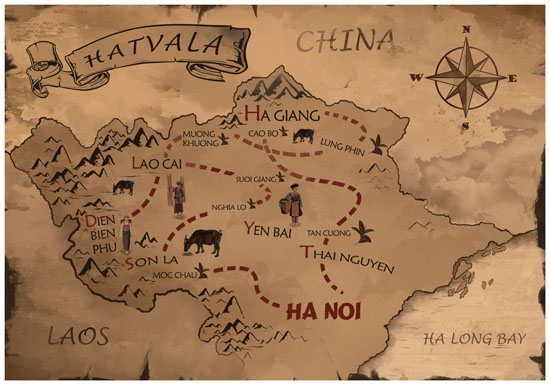 HATVALA
CHINA
N
W
E
S
HA GIANG
MUONG
KHUONG
CAO BO
LUNG PHIN
LAO CAI
SUOI GIANG
NGHIA LO
DIEN
BIEN
PHU
YEN BAI
TAN CUONG
SON LA
THAI NGUYEN
MOC CHAU
HA NOI
LAOS
HA LONG BAY